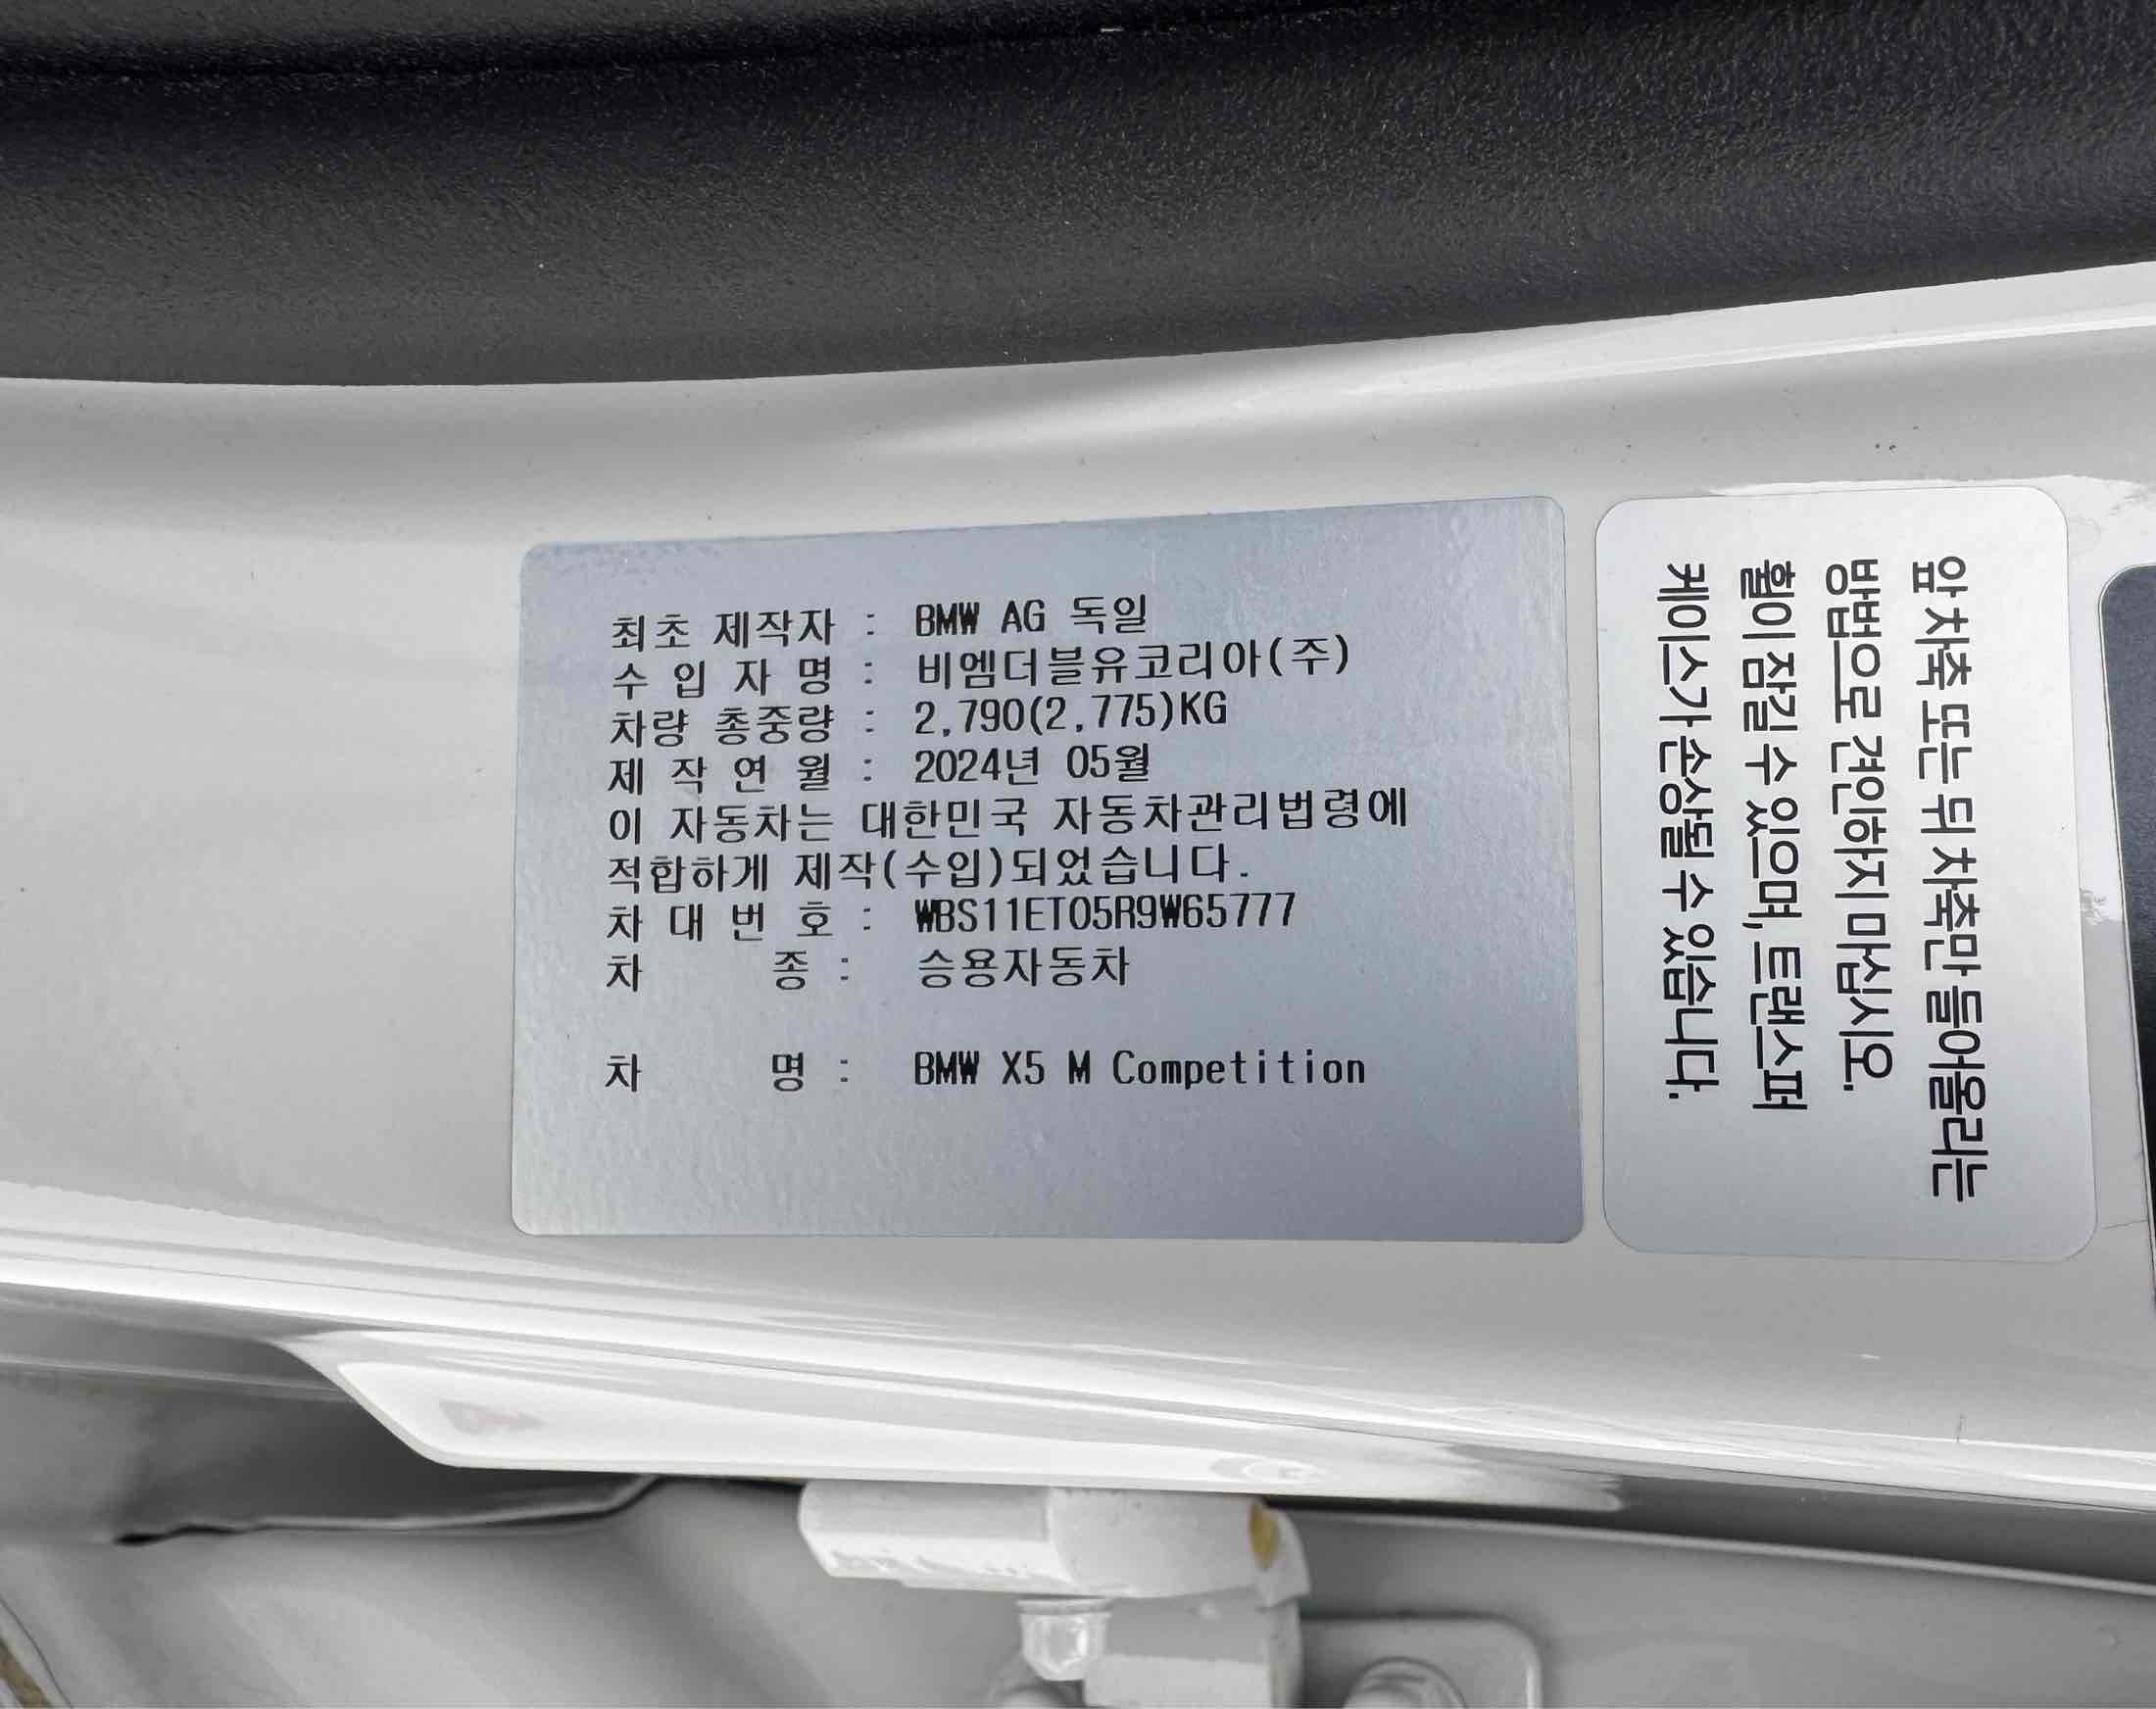 최초 제작자 : BMW AG 독일
수 입 자 명 : 비엠더블유코리아(주)
차량 총중량 : 2,790(2,775)KG
제 작 연 월 : 2024년 05월
이 자동차는 대한민국 자동차관리법령에
적합하게 제작(수입)되었습니다.
차 대 번 호 : WBS11ET05R9W65777
차 종 : 승용자동차
차 명 : BMW X5 M Competition
앞 차축 또는 뒤 차축만 들어올리는
방법으로 견인하지 마십시오.
휠이 잠길 수 있으며, 트랜스퍼
케이스가 손상될 수 있습니다.